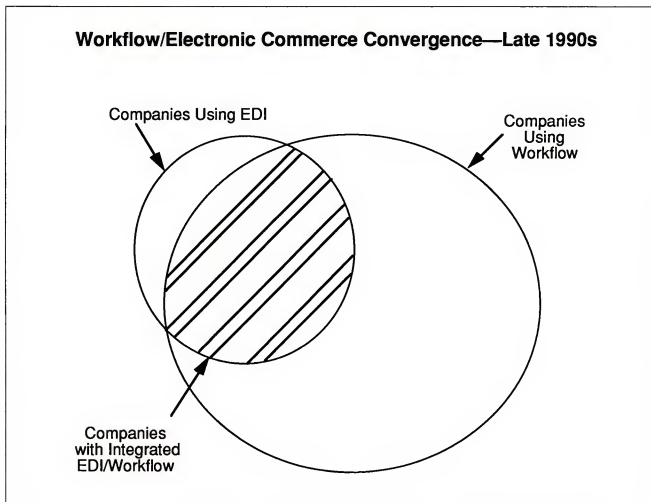 Workflow/Electronic Commerce Convergence—Late 1990s
Companies Using EDI
Companies
Using
Workflow
Companies
with Integrated
EDI/Workflow